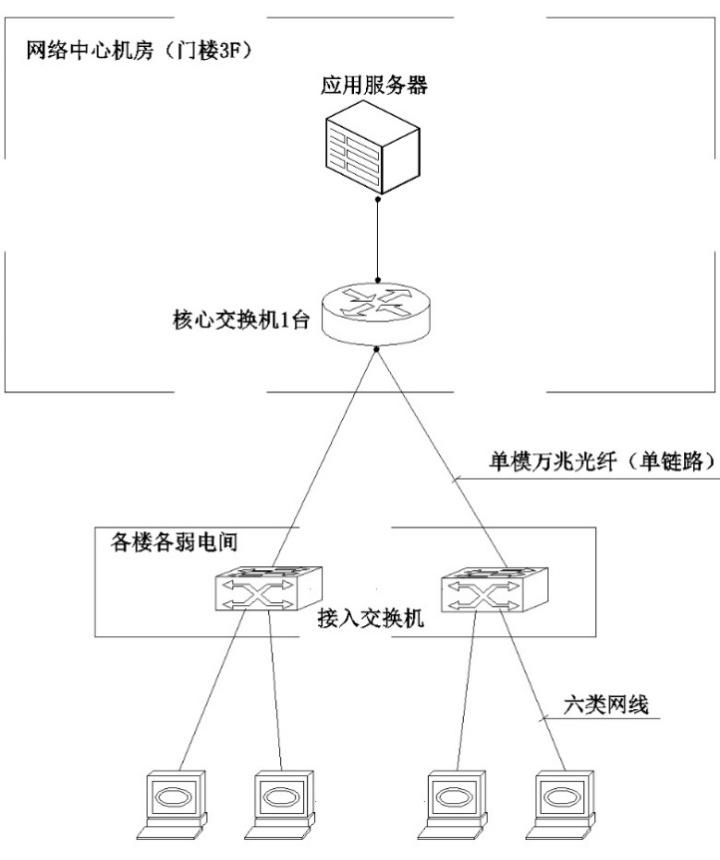 网络中心机房（门楼3F）
应用服务器
核心交换机1台
单模万兆光纤（单链路）
各楼各弱电间
接入交换机
六类网线